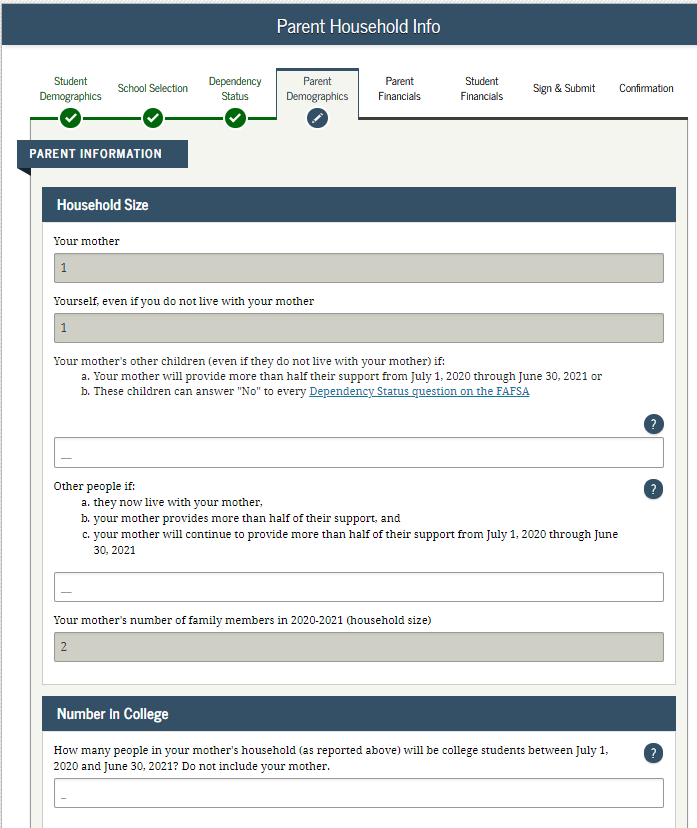 Parent Household Info
Student Demographics
School Selection
Dependency Status
Parent Demographics
Parent Financials
Student Financials
Sign & Submit
Confirmation
PARENT INFORMATION
Household Size
Your mother
1
Yourself, even if you do not live with your mother
1
Your mother's other children (even if they do not live with your mother) if:
a. Your mother will provide more than half their support from July 1, 2020 through June 30, 2021 or
b. These children can answer "No" to every Dependency Status question on the FAFSA
?
__
Other people if:
?
a. they now live with your mother,
b. your mother provides more than half of their support, and
c. your mother will continue to provide more than half of their support from July 1, 2020 through June
30, 2021
__
Your mother's number of family members in 2020-2021 (household size)
2
Number In College
How many people in your mother's household (as reported above) will be college students between July 1,
2020 and June 30, 2021? Do not include your mother.
?
_